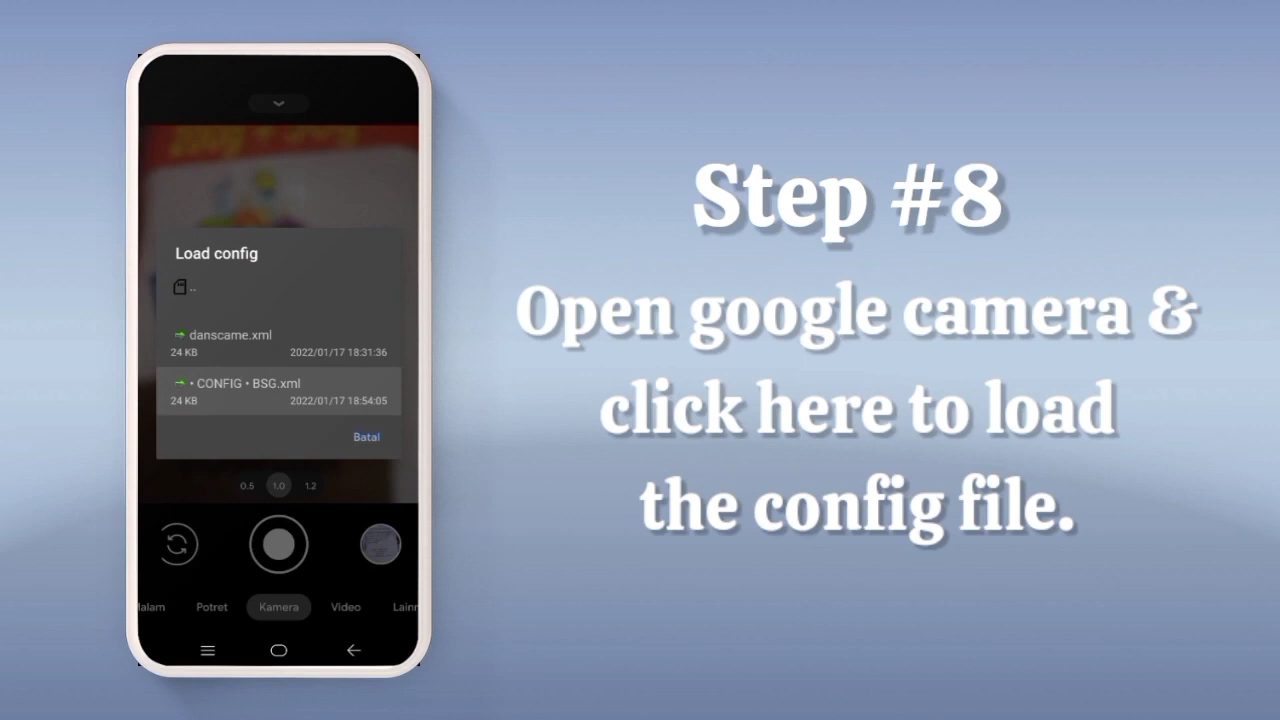 Load config
..
danscame.xml
24 KB 2022/01/17 18:31:36
• CONFIG • BSG.xml
24 KB 2022/01/17 18:54:05
Batal
0.5 1.0 1.2
alam Potret Kamera Video Lainn
Step #8
Open google camera &
click here to load
the config file.